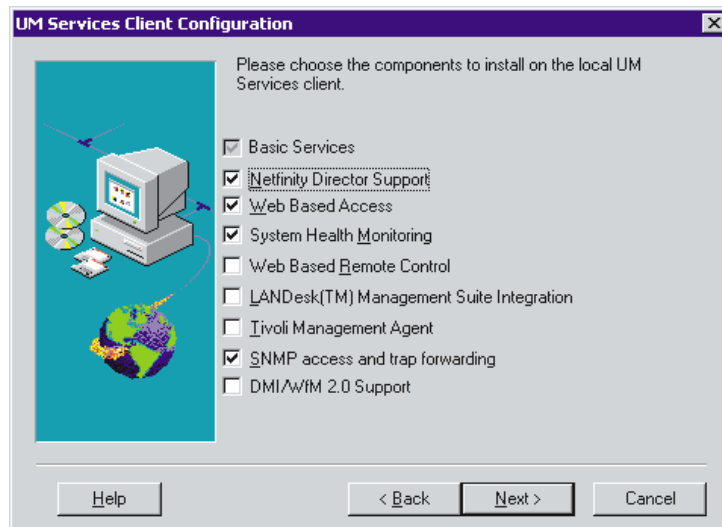 UM Services Client Configuration
Please choose the components to install on the local UM
Services client.
Basic Services
Netfinity Director Support
Web Based Access
System Health Monitoring
Web Based Remote Control
LANDesk(TM) Management Suite Integration
Tivoli Management Agent
SNMP access and trap forwarding
DMI/WfM 2.0 Support
Help
< Back
Next >
Cancel